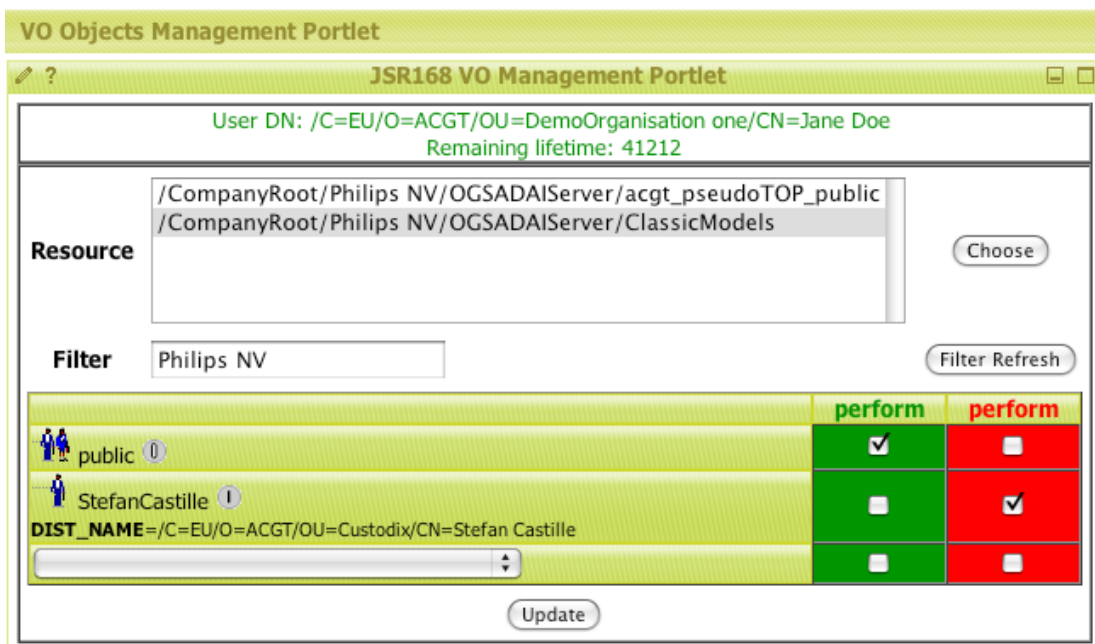 VO Objects Management Portlet
? JSR168 VO Management Portlet
User DN: /C=EU/O=ACGT/OU=DemoOrganisation one/CN=Jane Doe
Remaining lifetime: 41212
/CompanyRoot/Philips NV/OGSADAIServer/acgt_pseudoTOP_public
/CompanyRoot/Philips NV/OGSADAIServer/ClassicModels
Resource
Choose
Filter Philips NV Filter Refresh
perform perform
public
StefanCastille
DIST_NAME=/C=EU/O=ACGT/OU=Custodix/CN=Stefan Castille
Update